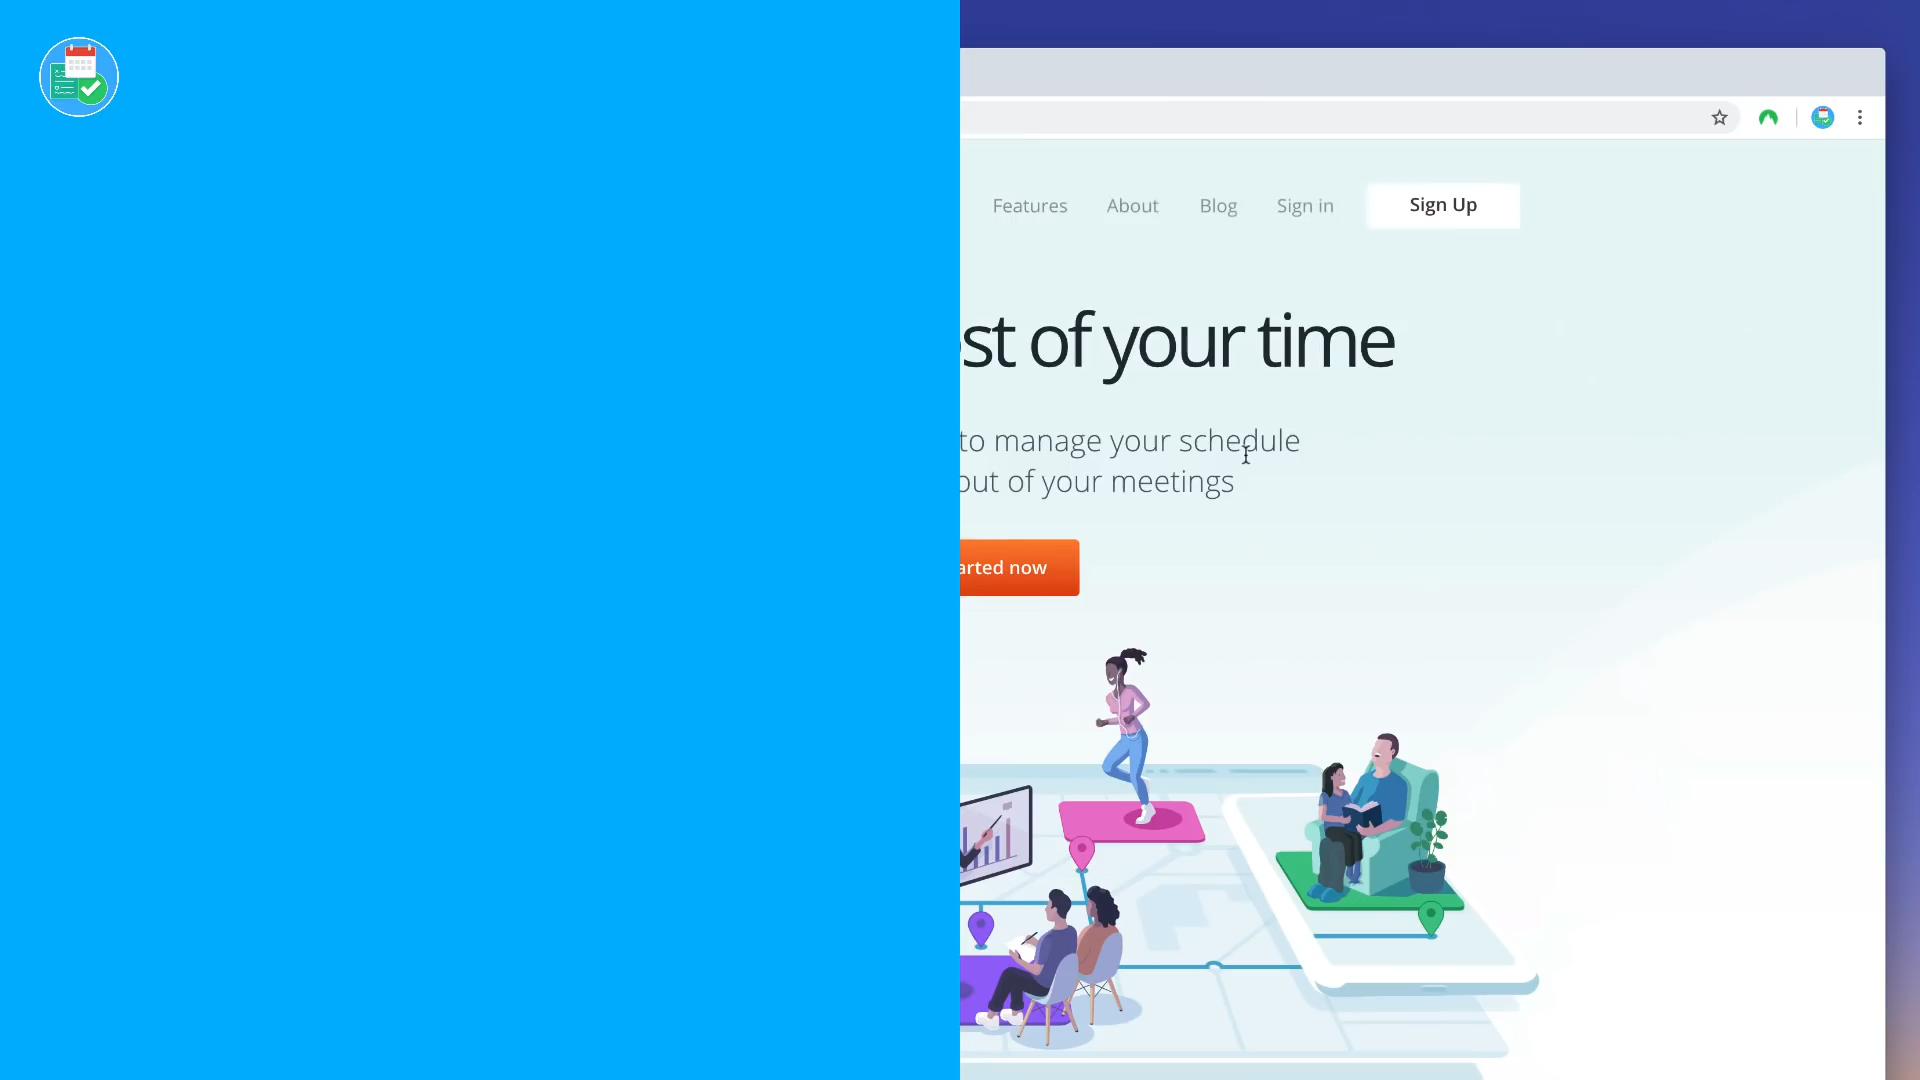 Features About Blog Sign in Sign Up
st of your time
to manage your schedule
out of your meetings
arted now